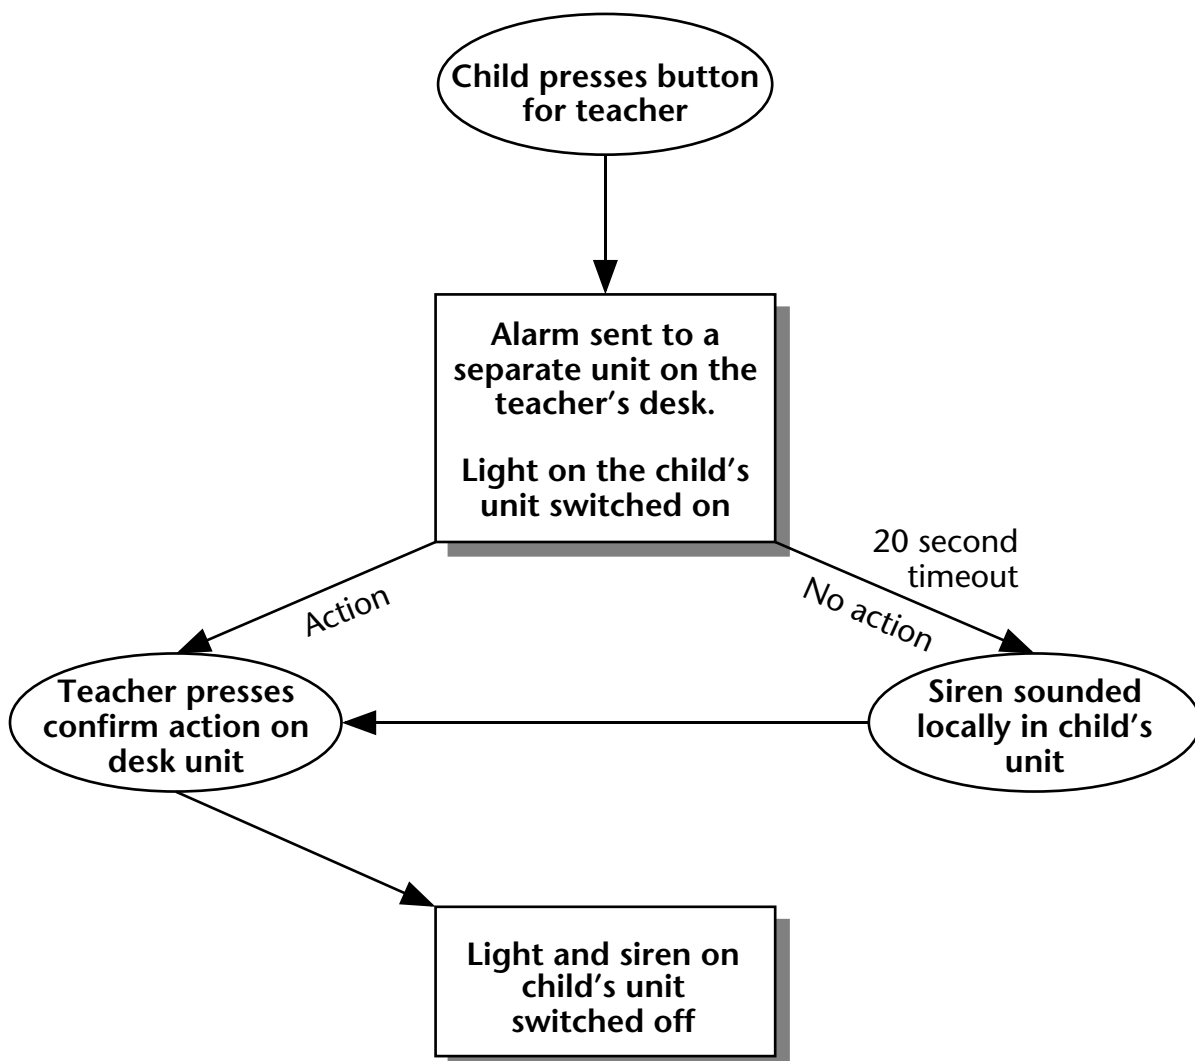 Child presses button
for teacher
Alarm sent to a
separate unit on the
teacher’s desk.
Light on the child’s
unit switched on
20 second
timeout
Action
No action
Teacher presses
confirm action on
desk unit
Siren sounded
locally in child’s
unit
Light and siren on
child’s unit
switched off